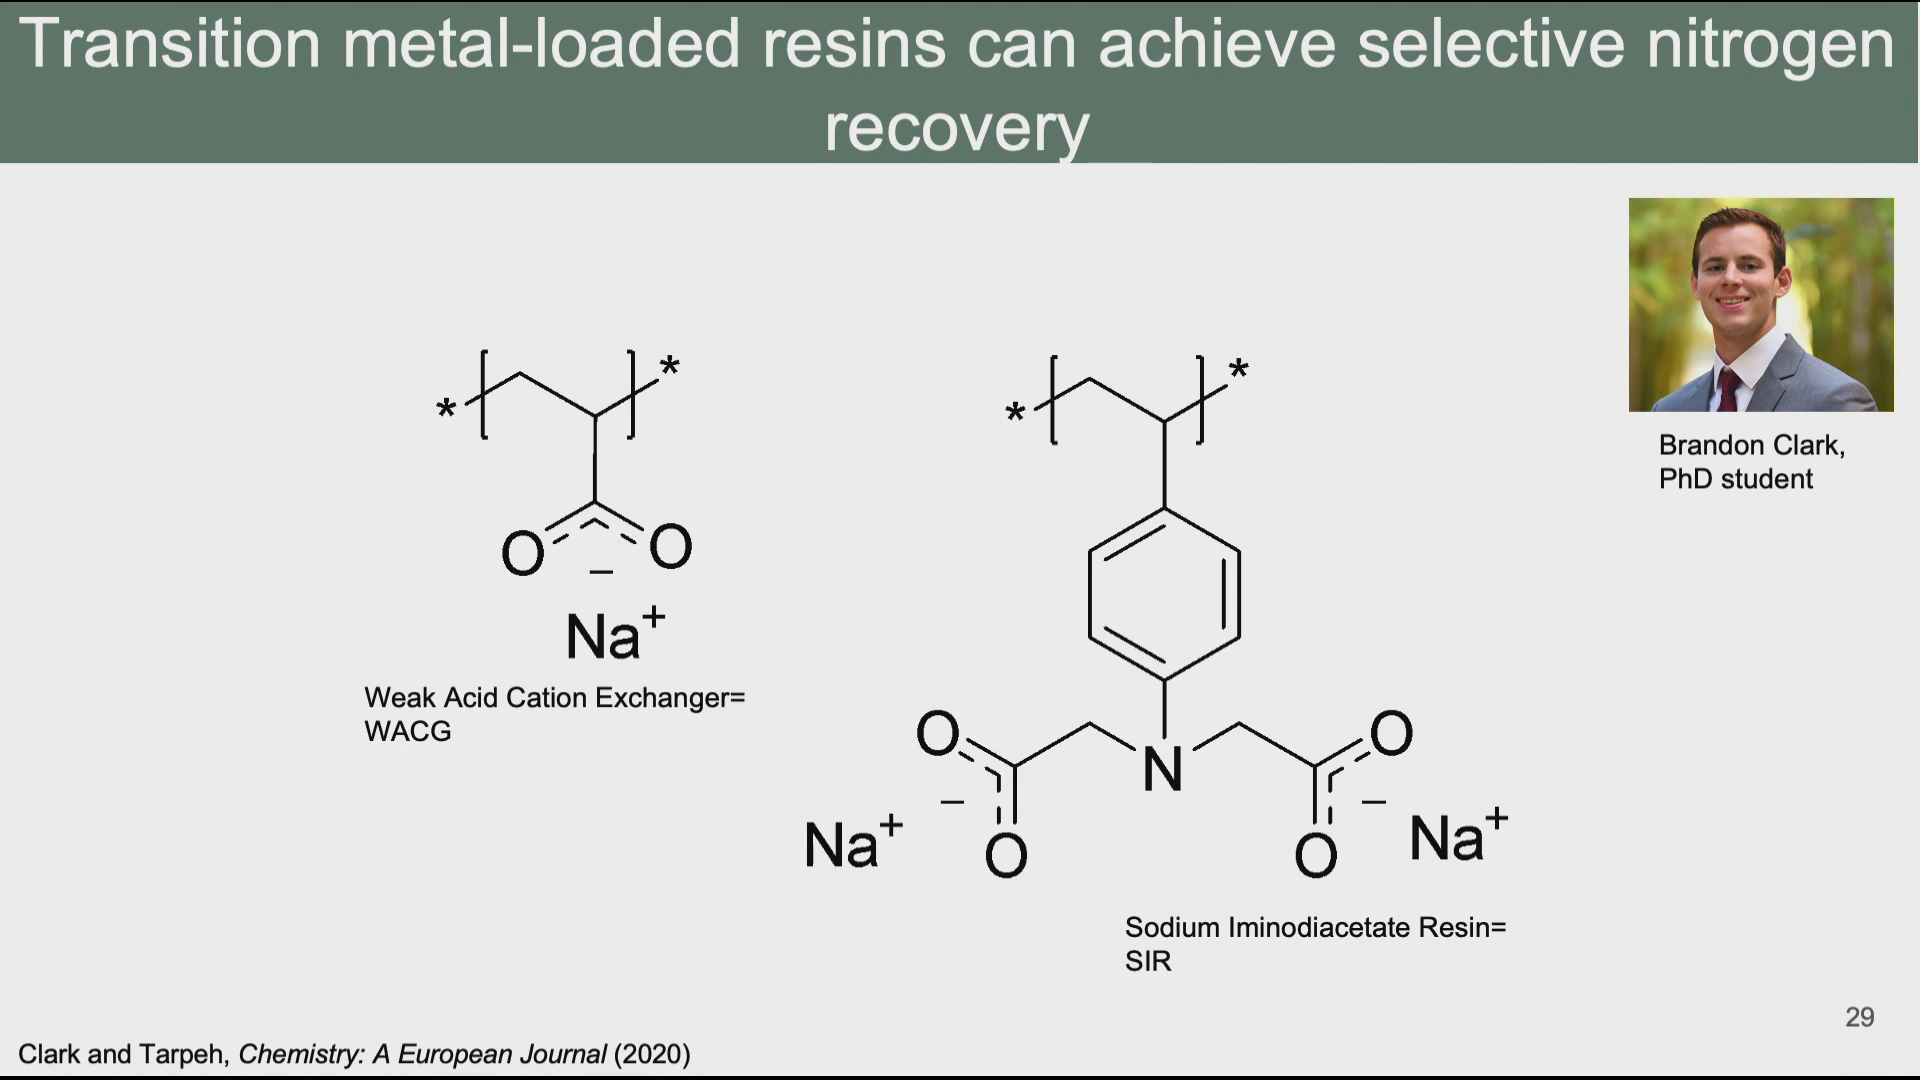 Transition metal-loaded resins can achieve selective nitrogen
recovery
Brandon Clark,
PhD student
* *
O O
−
Na+
Weak Acid Cation Exchanger=
WACG
* *
O N O
− −
Na+ O O Na+
Sodium Iminodiacetate Resin=
SIR
29
Clark and Tarpeh, Chemistry: A European Journal (2020)